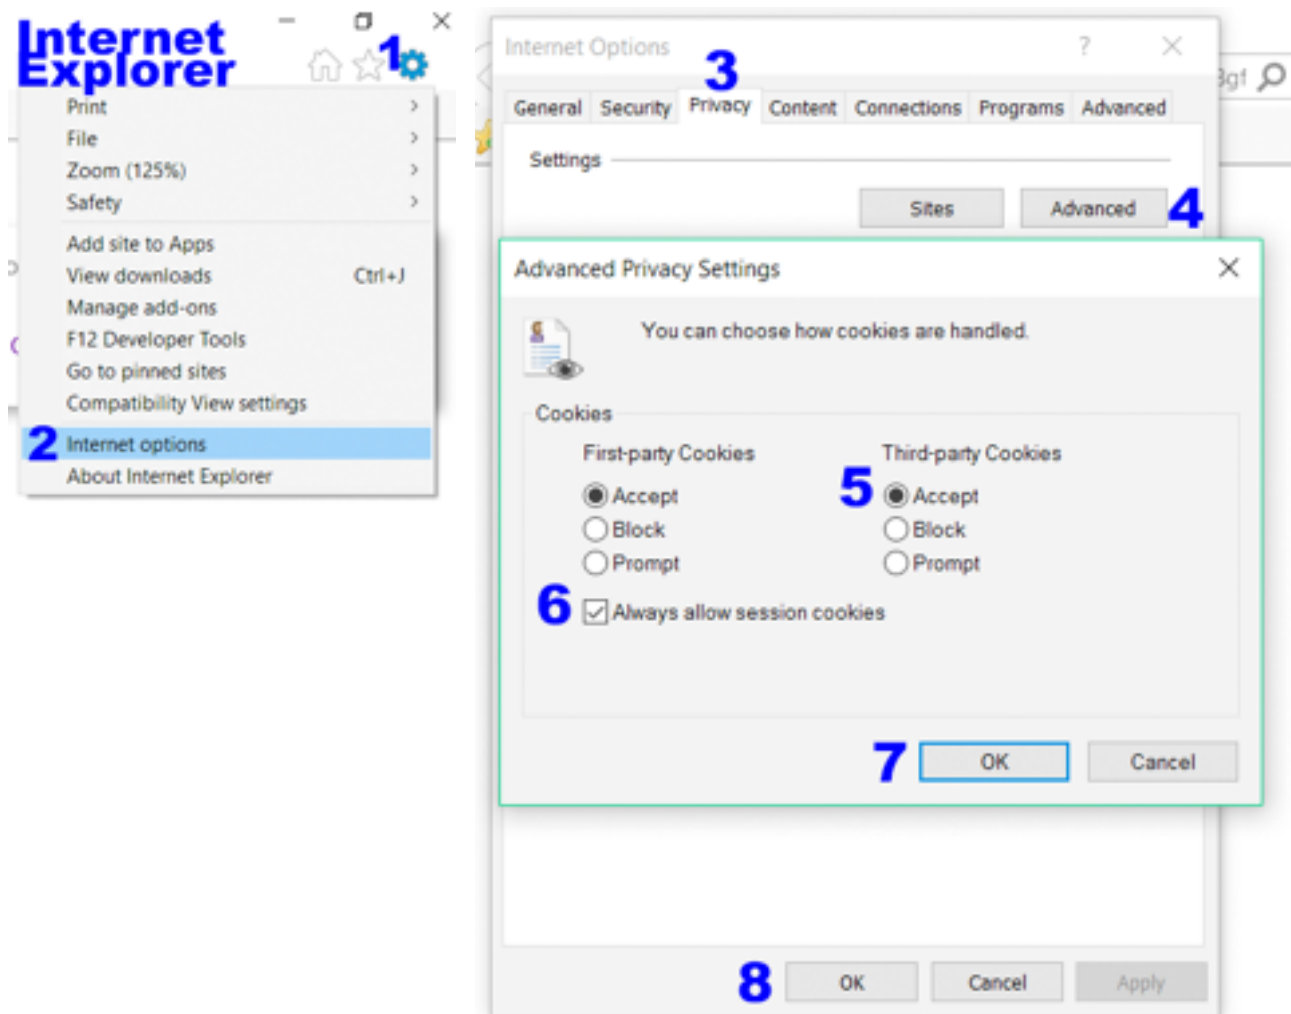 Internet
Explorer
1
Print
File
Zoom (125%)
Safety
Add site to Apps
View downloads Ctrl+J
Manage add-ons
F12 Developer Tools
Go to pinned sites
Compatibility View settings
2 Internet options
About Internet Explorer
Internet Options ?
3
General Security Privacy Content Connections Programs Advanced
Settings
Sites Advanced 4
Advanced Privacy Settings
You can choose how cookies are handled.
Cookies
First-party Cookies Third-party Cookies
Accept 5 Accept
Block Block
Prompt Prompt
6 Always allow session cookies
7 OK Cancel
8 OK Cancel Apply